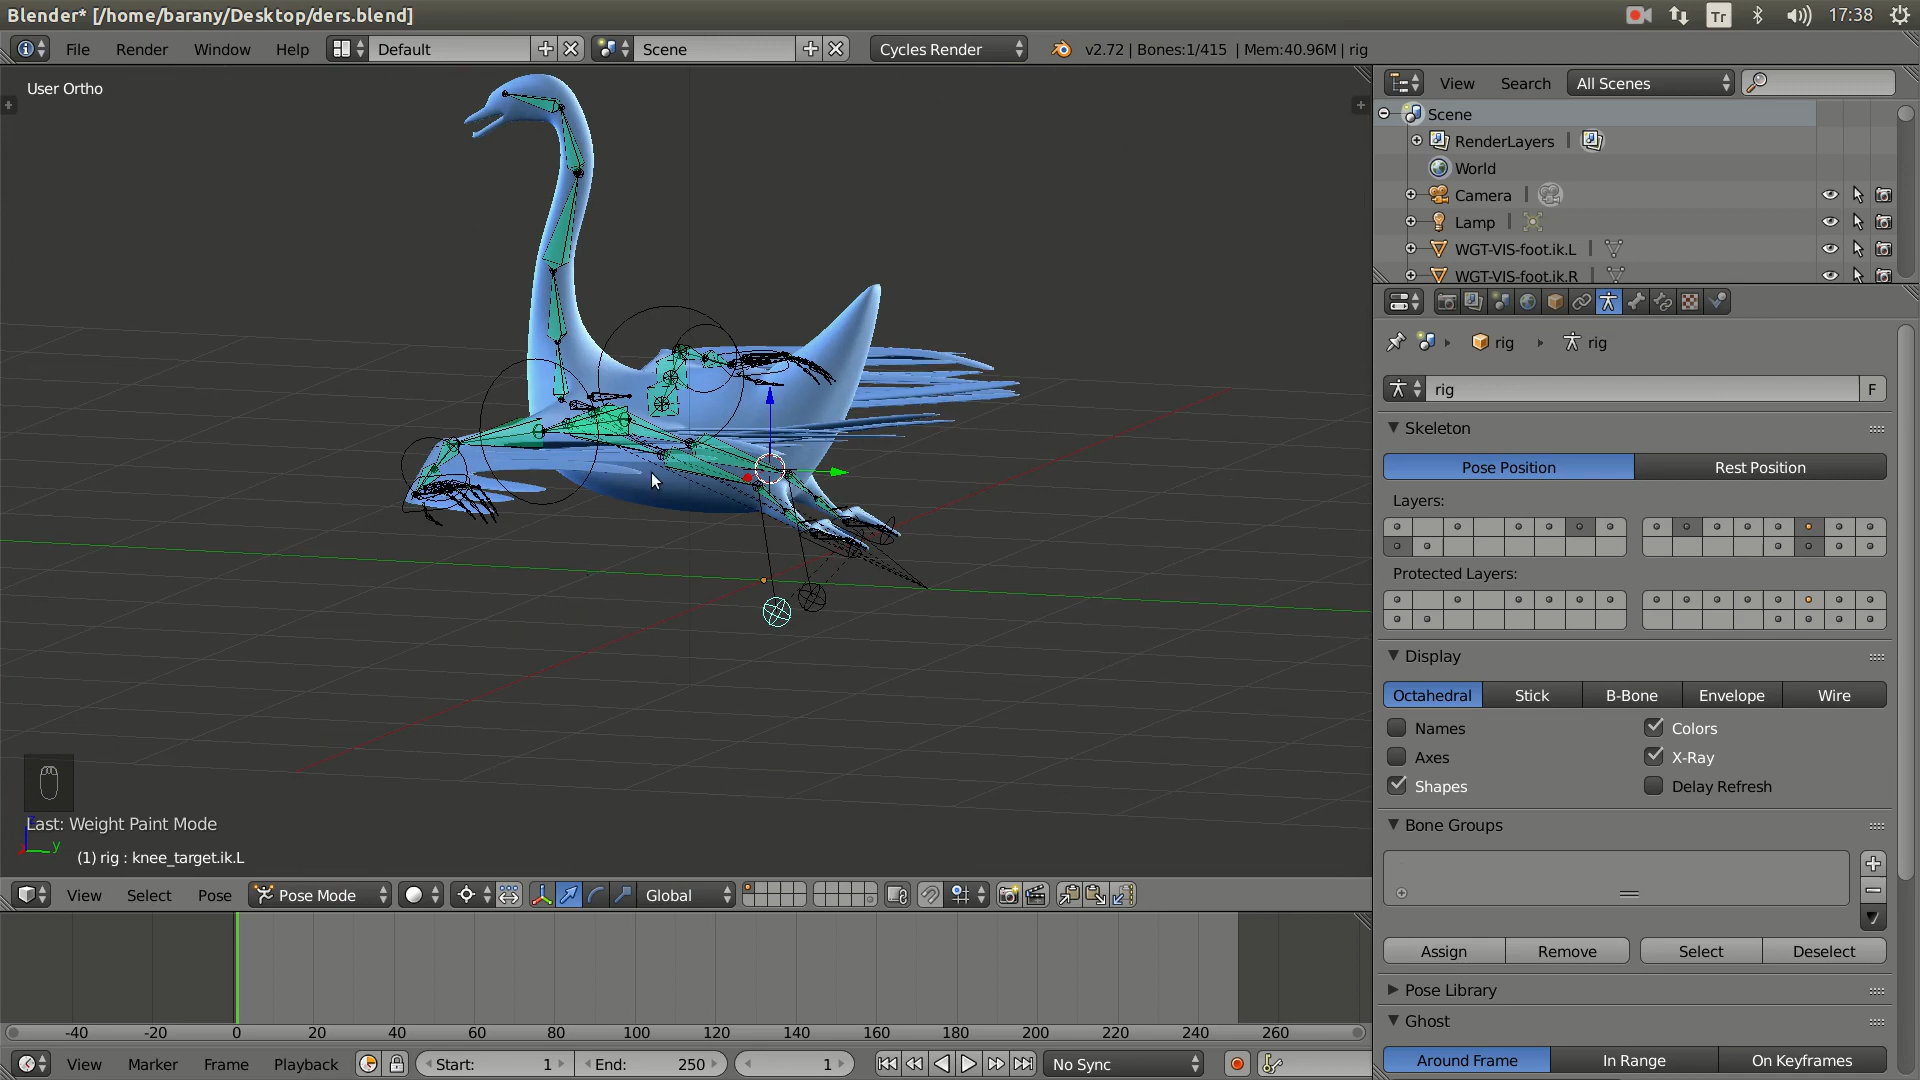 Blender* [/home/barany/Desktop/ders.blend]
Tr
17:38
File
Render
Window
Help
Default
Scene
Cycles Render
v2.72 | Bones:1/415 | Mem:40.96M | rig
User Ortho
View
Search
All Scenes
Scene
RenderLayers
World
Camera
Lamp
WGT-VIS-foot.ik.L
WGT-VIS-foot.ik.R
rig
rig
rig
F
Skeleton
Pose Position
Rest Position
Layers:
Protected Layers:
Display
Octahedral
Stick
B-Bone
Envelope
Wire
Names
Colors
Axes
X-Ray
Shapes
Delay Refresh
Bone Groups
Assign
Remove
Select
Deselect
Pose Library
Ghost
Around Frame
In Range
On Keyframes
Last: Weight Paint Mode
y
(1) rig : knee_target.ik.L
View
Select
Pose
Pose Mode
Global
-40 -20 0 20 40 60 80 100 120 140 160 180 200 220 240 260
View
Marker
Frame
Playback
Start: 1
End: 250
1
No Sync